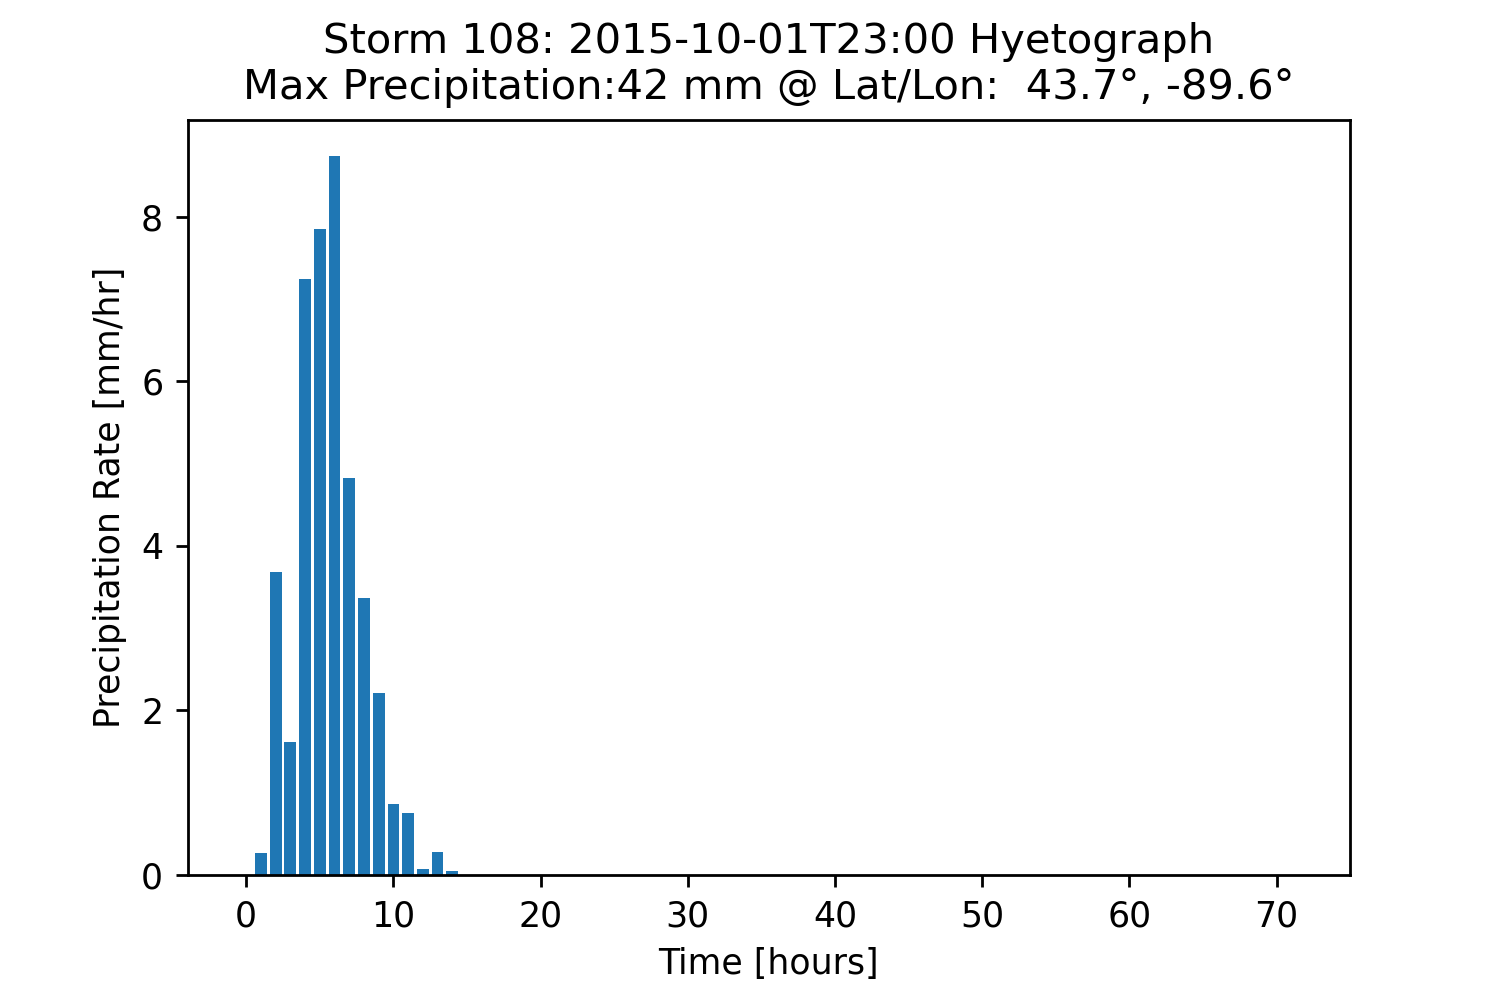 Storm 108: 2015-10-01T23:00 Hyetograph
Max Precipitation:42 mm @ Lat/Lon:  43.7°, -89.6°
Precipitation Rate [mm/hr]
8
6
4
2
0
0 10 20 30 40 50 60 70
Time [hours]